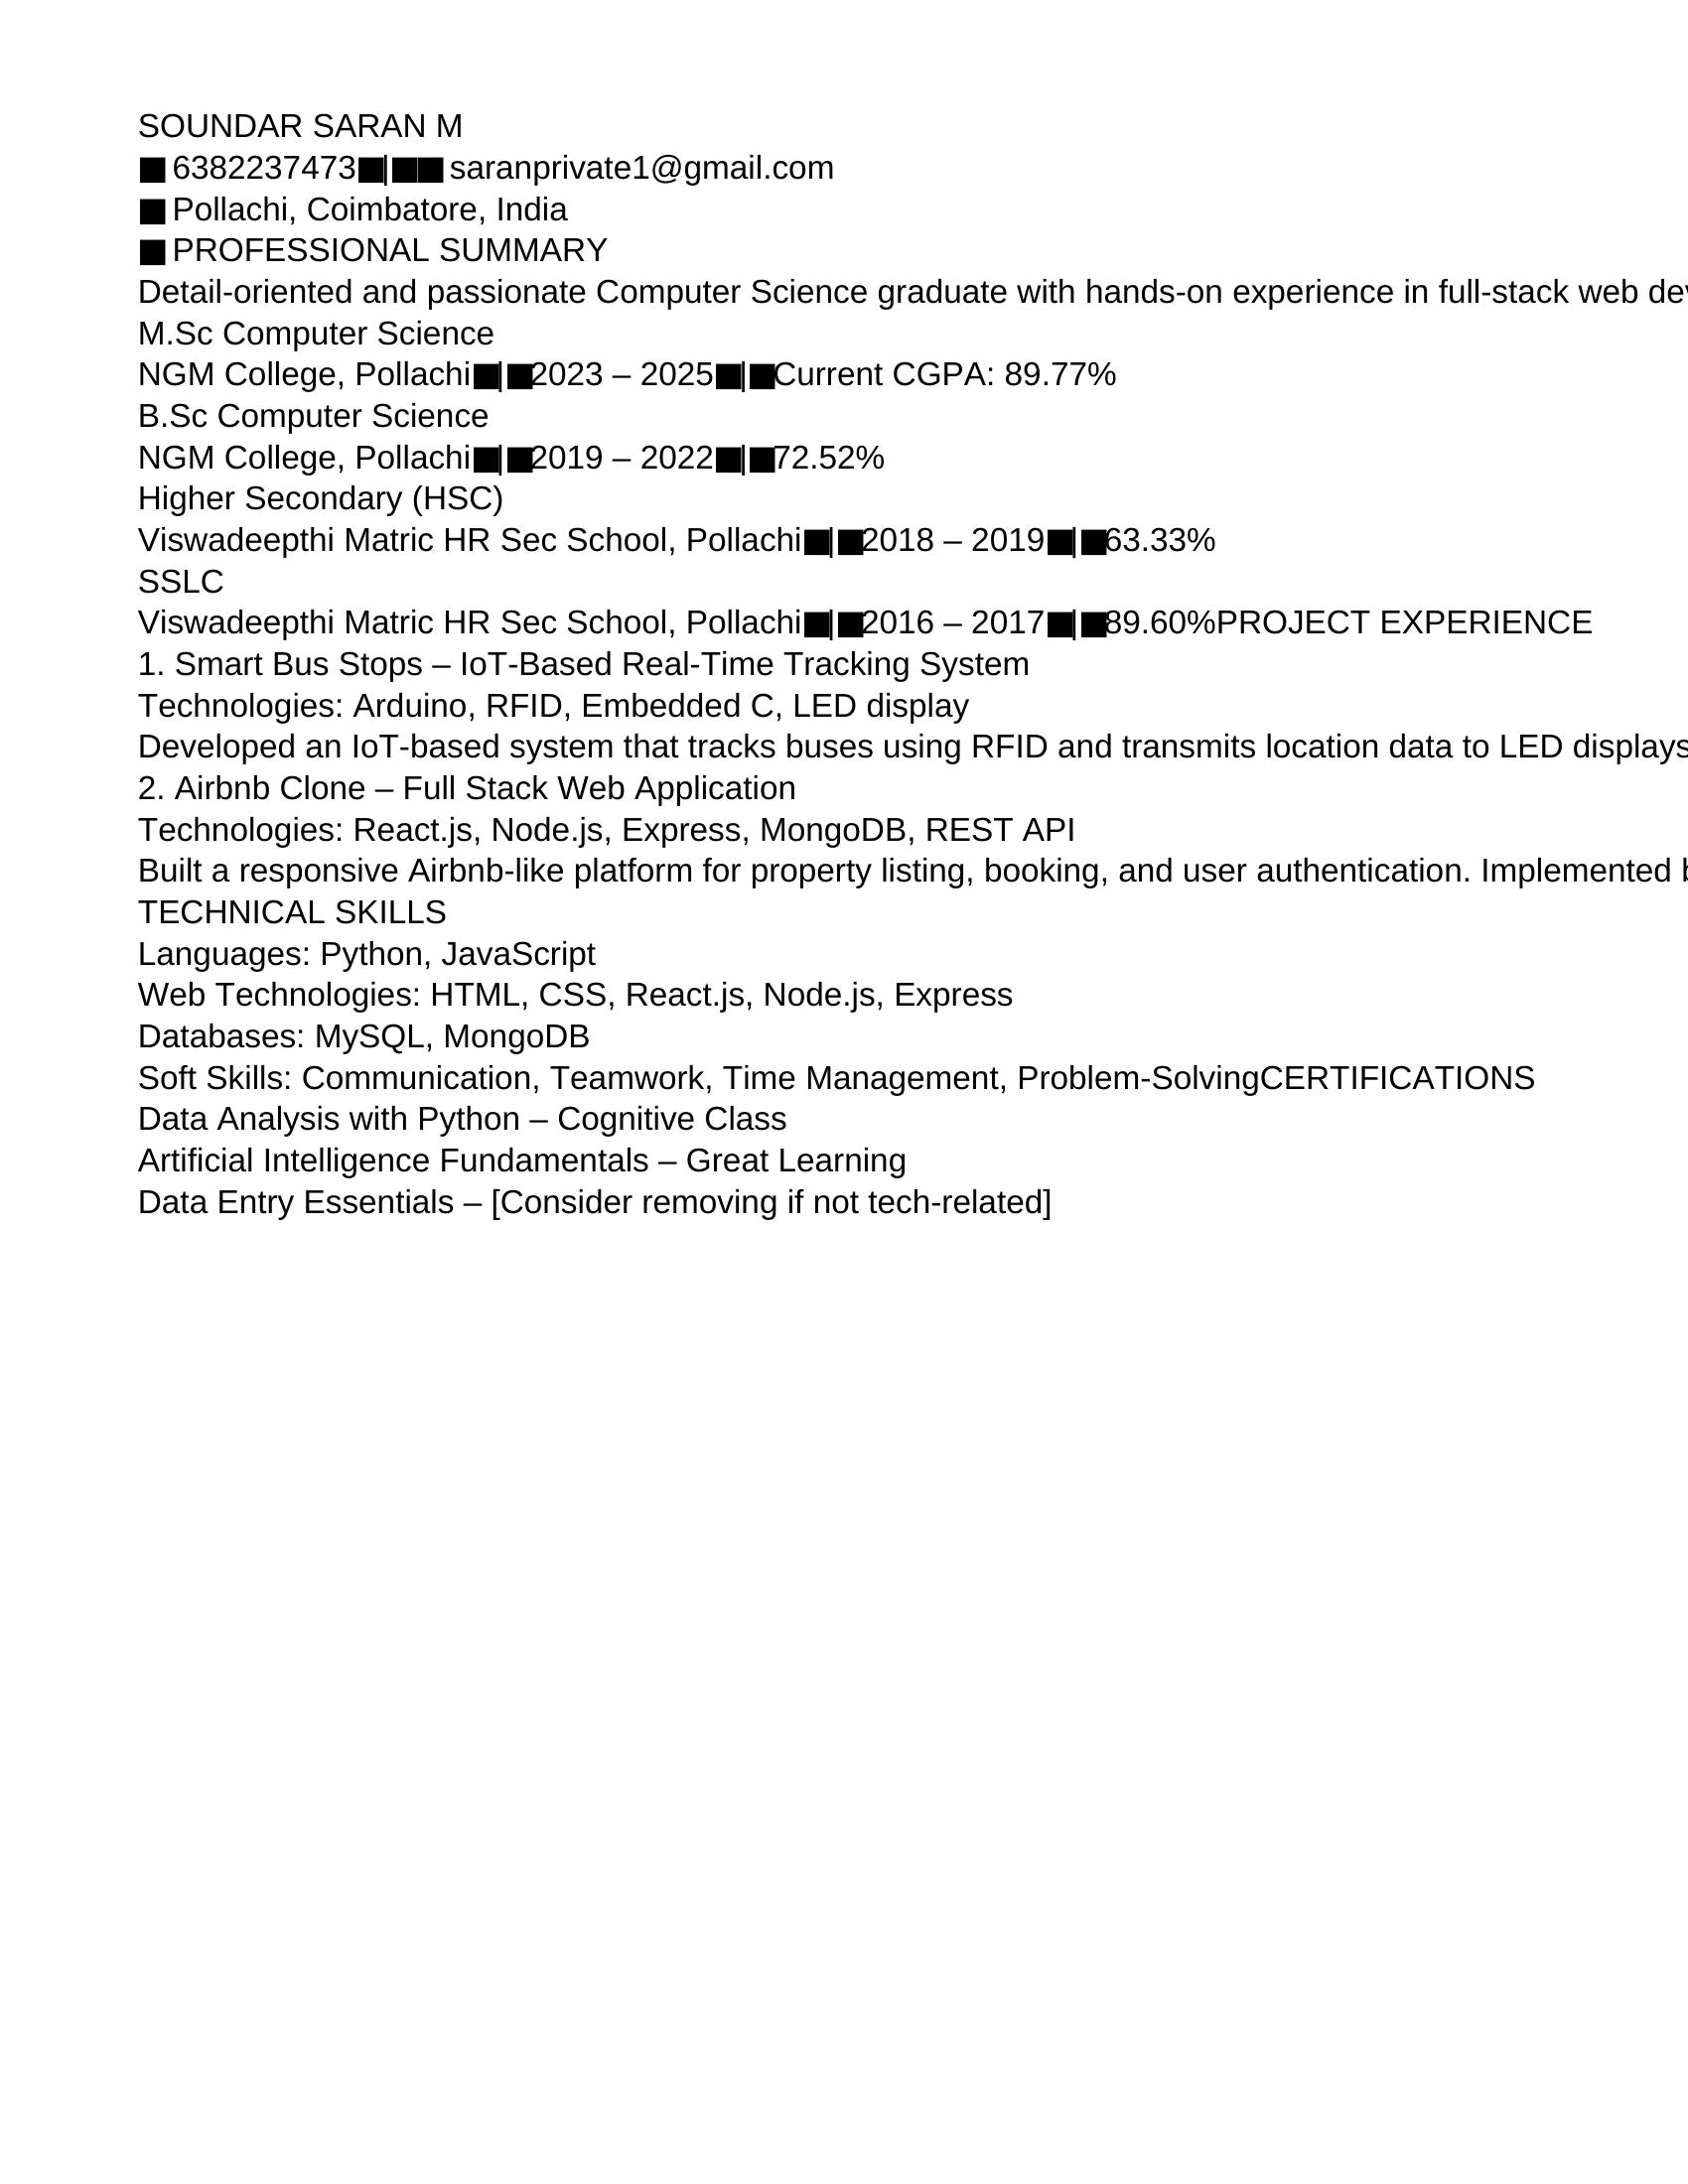 SOUNDAR SARAN M
■ 6382237473■|■■ saranprivate1@gmail.com
■ Pollachi, Coimbatore, India
■ PROFESSIONAL SUMMARY
Detail-oriented and passionate Computer Science graduate with hands-on experience in full-stack web
M.Sc Computer Science
NGM College, Pollachi■|■2023 – 2025■|■Current CGPA: 89.77%
B.Sc Computer Science
NGM College, Pollachi■|■2019 – 2022■|■72.52%
Higher Secondary (HSC)
Viswadeepthi Matric HR Sec School, Pollachi■|■2018 – 2019■|■63.33%
SSLC
Viswadeepthi Matric HR Sec School, Pollachi■|■2016 – 2017■|■89.60%PROJECT EXPERIENCE
1. Smart Bus Stops – IoT-Based Real-Time Tracking System
Technologies: Arduino, RFID, Embedded C, LED display
Developed an IoT-based system that tracks buses using RFID and transmits location data to LED displays
2. Airbnb Clone – Full Stack Web Application
Technologies: React.js, Node.js, Express, MongoDB, REST API
Built a responsive Airbnb-like platform for property listing, booking, and user authentication. Implemented
TECHNICAL SKILLS
Languages: Python, JavaScript
Web Technologies: HTML, CSS, React.js, Node.js, Express
Databases: MySQL, MongoDB
Soft Skills: Communication, Teamwork, Time Management, Problem-SolvingCERTIFICATIONS
Data Analysis with Python – Cognitive Class
Artificial Intelligence Fundamentals – Great Learning
Data Entry Essentials – [Consider removing if not tech-related]